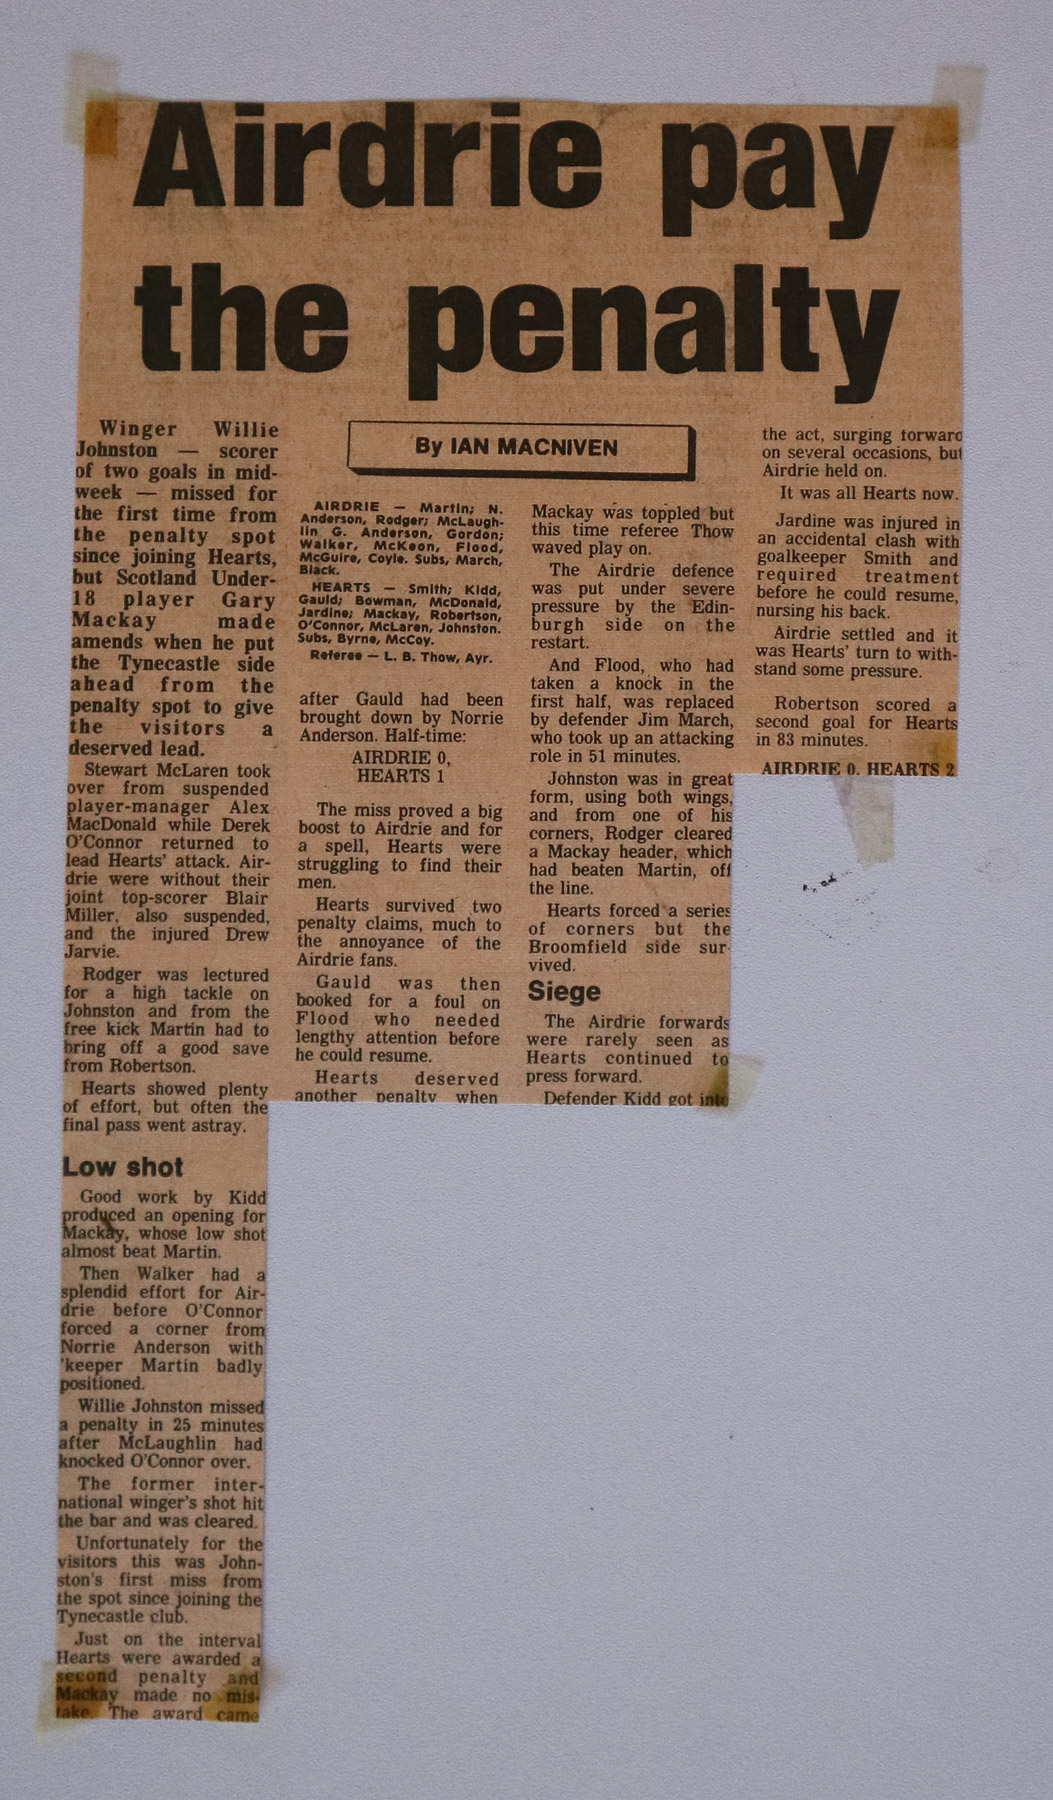 Airdrie pay
the penalty
By IAN MACNIVEN
Winger Willie
Johnston — scorer
of two goals in mid-
week — missed for
the first time from
the penalty spot
since joining Hearts,
but Scotland Under-
18 player Gary
Mackay made
amends when he put
the Tynecastle side
ahead from the
penalty spot to give
the visitors a
deserved lead.
Stewart McLaren took
over from suspended
player-manager Alex
MacDonald while Derek
O'Connor returned to
lead Hearts' attack. Air-
drie were without their
joint top-scorer Blair
Miller, also suspended,
and the injured Drew
Jarvie.
Rodger was lectured
for a high tackle on
Johnston and from the
free kick Martin had to
bring off a good save
from Robertson.
Hearts showed plenty
of effort, but often the
final pass went astray.
Low shot
Good work by Kidd
produced an opening for
Mackay, whose low shot
almost beat Martin.
Then Walker had a
splendid effort for Air-
drie before O'Connor
forced a corner from
Norrie Anderson with
'keeper Martin badly
positioned.
Willie Johnston missed
a penalty in 25 minutes
after McLaughlin had
knocked O'Connor over.
The former inter-
national winger's shot hit
the bar and was cleared.
Unfortunately for the
visitors this was John-
ston's first miss from
the spot since joining the
Tynecastle club.
Just on the interval
Hearts were awarded a
second penalty and
Mackay made no mis-
take. The award came
AIRDRIE — Martin; N.
Anderson, Rodger; McLaugh-
lin G. Anderson, Gordon;
Walker, McKeon, Flood,
McGuire, Coyle. Subs, March,
Black.
HEARTS — Smith; Kidd,
Gauld; Bowman, McDonald,
Jardine; Mackay, Robertson,
O'Connor, McLaren, Johnston.
Subs, Byrne, McCoy.
Referee — L. B. Thow, Ayr.
after Gauld had been
brought down by Norrie
Anderson. Half-time:
AIRDRIE 0,
HEARTS 1
The miss proved a big
boost to Airdrie and for
a spell, Hearts were
struggling to find their
men.
Hearts survived two
penalty claims, much to
the annoyance of the
Airdrie fans.
Gauld was then
booked for a foul on
Flood who needed
lengthy attention before
he could resume.
Hearts deserved
another penalty when
Mackay was toppled but
this time referee Thow
waved play on.
The Airdrie defence
was put under severe
pressure by the Edin-
burgh side on the
restart.
And Flood, who had
taken a knock in the
first half, was replaced
by defender Jim March,
who took up an attacking
role in 51 minutes.
Johnston was in great
form, using both wings,
and from one of his
corners, Rodger cleared
a Mackay header, which
had beaten Martin, off
the line.
Hearts forced a series
of corners but the
Broomfield side sur-
vived.
Siege
The Airdrie forwards
were rarely seen as
Hearts continued to
press forward.
Defender Kidd got into
the act, surging forward
on several occasions, but
Airdrie held on.
It was all Hearts now.
Jardine was injured in
an accidental clash with
goalkeeper Smith and
required treatment
before he could resume,
nursing his back.
Airdrie settled and it
was Hearts' turn to with-
stand some pressure.
Robertson scored a
second goal for Hearts
in 83 minutes.
AIRDRIE 0, HEARTS 2